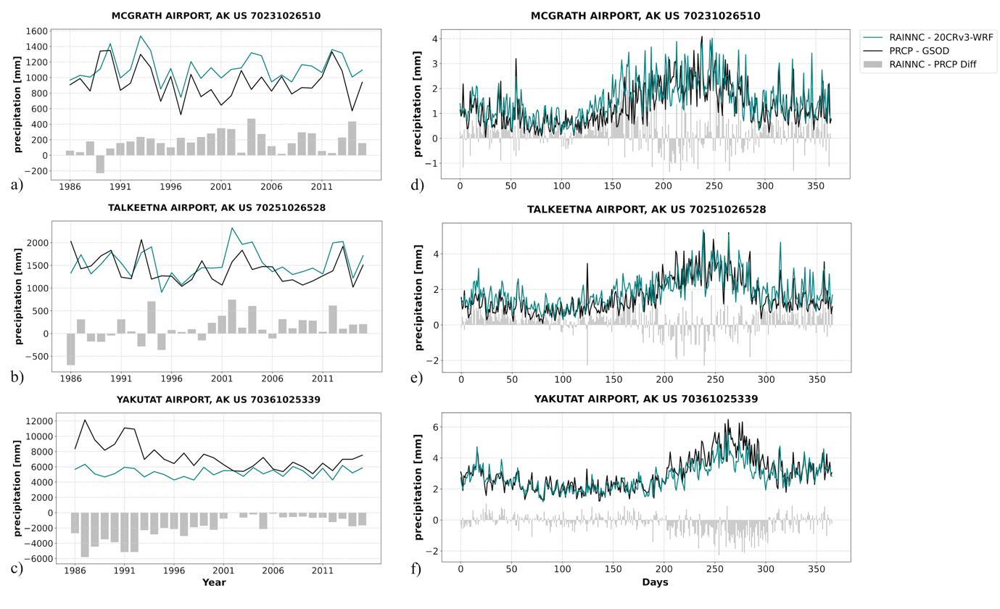 MCGRATH AIRPORT, AK US 70231026510
precipitation [mm]
1600
1400
1200
1000
800
600
400
200
0
−200
1986 1991 1996 2001 2006 2011
a)
TALKEETNA AIRPORT, AK US 70251026528
precipitation [mm]
2000
1500
1000
500
0
−500
1986 1991 1996 2001 2006 2011
b)
YAKUTAT AIRPORT, AK US 70361025339
precipitation [mm]
12000
10000
8000
6000
4000
2000
0
−2000
−4000
−6000
1986 1991 1996 2001 2006 2011
c)
Year
MCGRATH AIRPORT, AK US 70231026510
precipitation [mm]
4
3
2
1
0
−1
0 50 100 150 200 250 300 350
d)
TALKEETNA AIRPORT, AK US 70251026528
precipitation [mm]
4
2
0
−2
0 50 100 150 200 250 300 350
e)
YAKUTAT AIRPORT, AK US 70361025339
precipitation [mm]
6
4
2
0
−2
0 50 100 150 200 250 300 350
f)
Days
RAINNC - 20CRv3-WRF
PRCP - GSOD
RAINNC - PRCP Diff